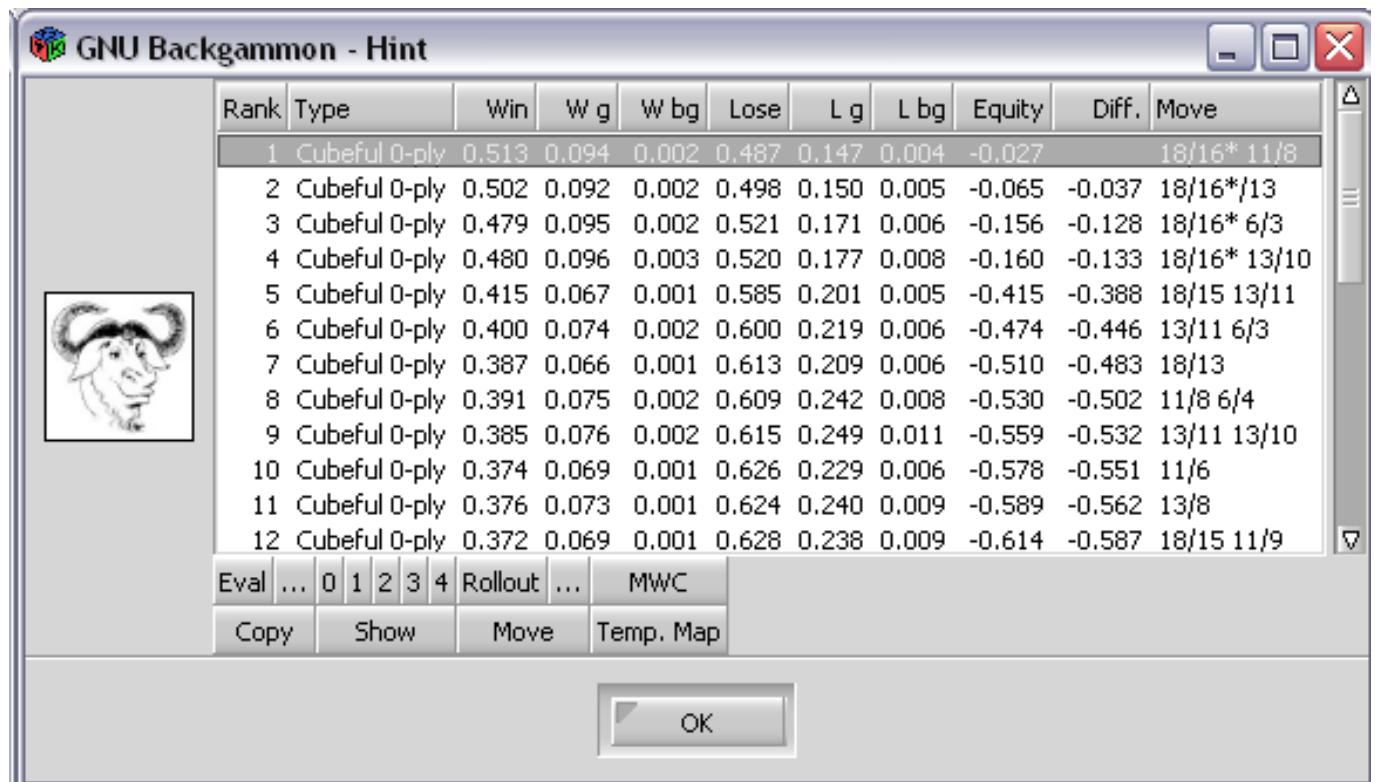 GNU Backgammon - Hint
Rank Type Win W g W bg Lose L g L bg Equity Diff. Move
1 Cubeful 0-ply 0.513 0.094 0.002 0.487 0.147 0.004 -0.027 18/16* 11/8
2 Cubeful 0-ply 0.502 0.092 0.002 0.498 0.150 0.005 -0.065 -0.037 18/16*/13
3 Cubeful 0-ply 0.479 0.095 0.002 0.521 0.171 0.006 -0.156 -0.128 18/16* 6/3
4 Cubeful 0-ply 0.480 0.096 0.003 0.520 0.177 0.008 -0.160 -0.133 18/16* 13/10
5 Cubeful 0-ply 0.415 0.067 0.001 0.585 0.201 0.005 -0.415 -0.388 18/15 13/11
6 Cubeful 0-ply 0.400 0.074 0.002 0.600 0.219 0.006 -0.474 -0.446 13/11 6/3
7 Cubeful 0-ply 0.387 0.066 0.001 0.613 0.209 0.006 -0.510 -0.483 18/13
8 Cubeful 0-ply 0.391 0.075 0.002 0.609 0.242 0.008 -0.530 -0.502 11/8 6/4
9 Cubeful 0-ply 0.385 0.076 0.002 0.615 0.249 0.011 -0.559 -0.532 13/11 13/10
10 Cubeful 0-ply 0.374 0.069 0.001 0.626 0.229 0.006 -0.578 -0.551 11/6
11 Cubeful 0-ply 0.376 0.073 0.001 0.624 0.240 0.009 -0.589 -0.562 13/8
12 Cubeful 0-ply 0.372 0.069 0.001 0.628 0.238 0.009 -0.614 -0.587 18/15 11/9
Eval ... 0 1 2 3 4 Rollout ... MWC
Copy Show Move Temp. Map
OK